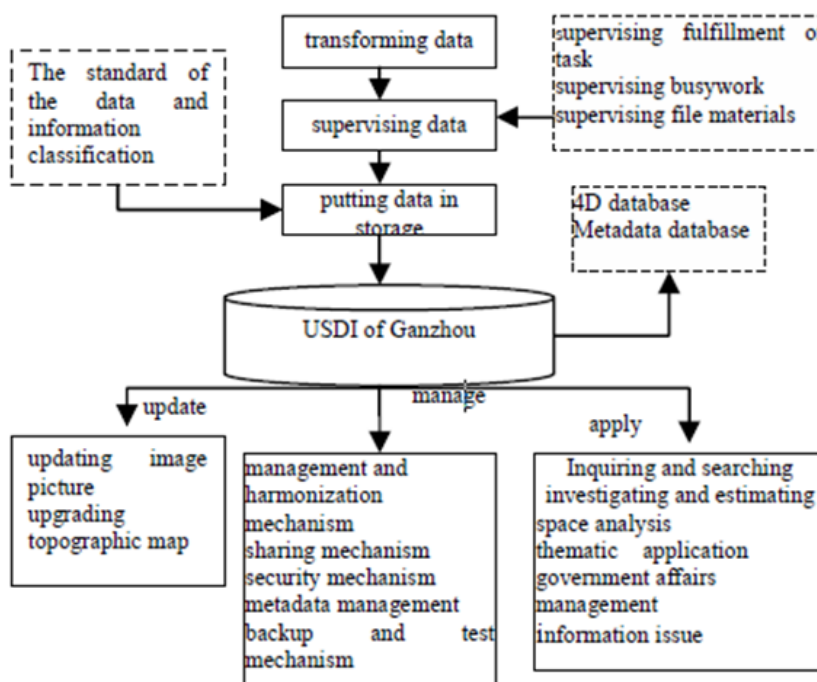 transforming data
supervising fulfillment o
task
supervising busywork
supervising file materials
The standard of
the data and
information
classification
supervising data
putting data in
storage
4D database
Metadata database
USDI of Ganzhou
update
manage
apply
updating image
picture
upgrading
topographic map
management and
harmonization
mechanism
sharing mechanism
security mechanism
metadata management
backup and test
mechanism
Inquiring and searching
investigating and estimating
space analysis
thematic application
government affairs
management
information issue